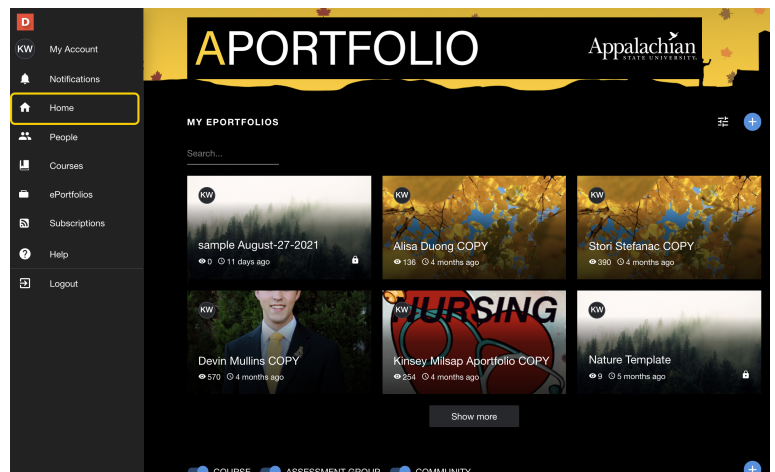 D
KW My Account
Notifications
Home
People
Courses
ePortfolios
Subscriptions
Help
Logout
APORTFOLIO
Appalachian
STATE UNIVERSITY.
MY EPORTFOLIOS
Search...
KW
sample August-27-2021
0 11 days ago
KW
Alisa Duong COPY
136 4 months ago
KW
Stori Stefanac COPY
390 4 months ago
KW
Devin Mullins COPY
570 4 months ago
NURSING
KW
Kinsey Milsap Aportfolio COPY
254 4 months ago
KW
Nature Template
9 5 months ago
Show more
COURSE ASSESSMENT GROUP COMMUNITY